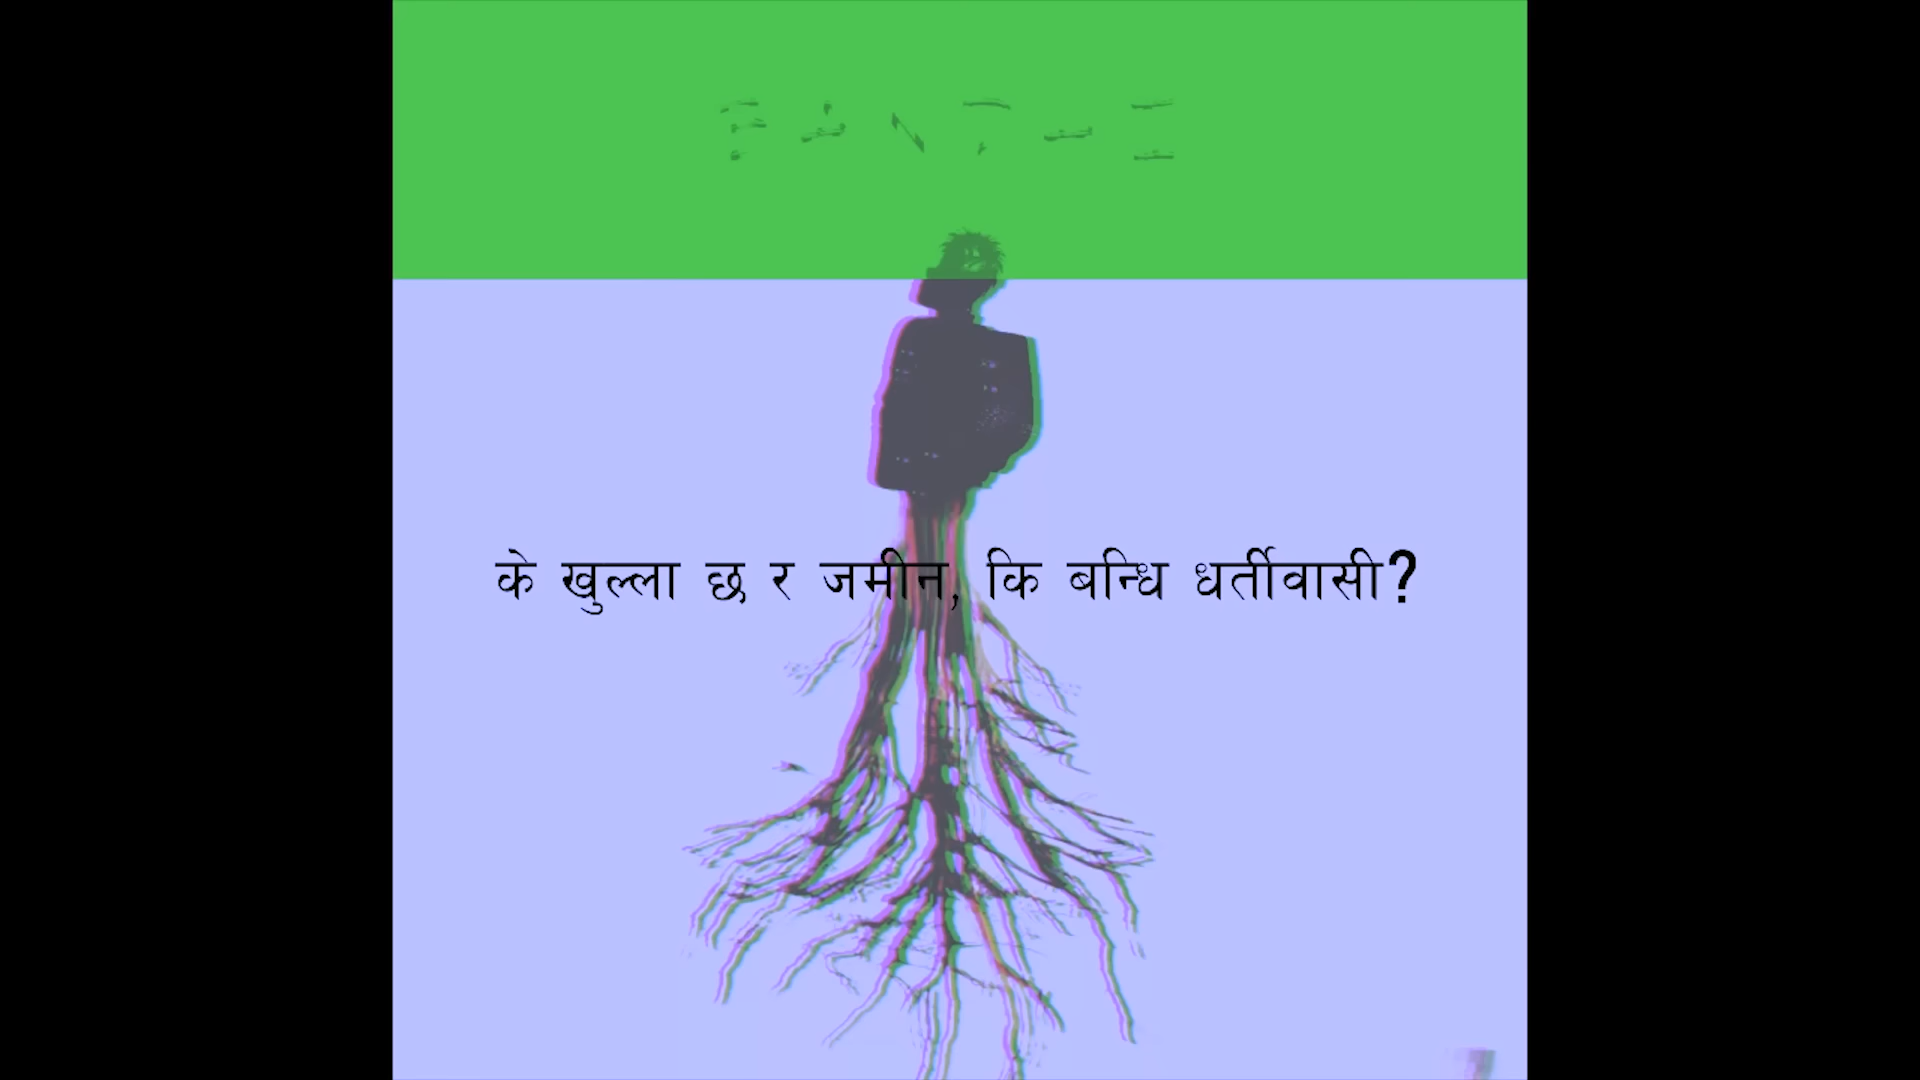 के खुल्ला छ र जमीन, कि बन्धि धर्तीवासी?